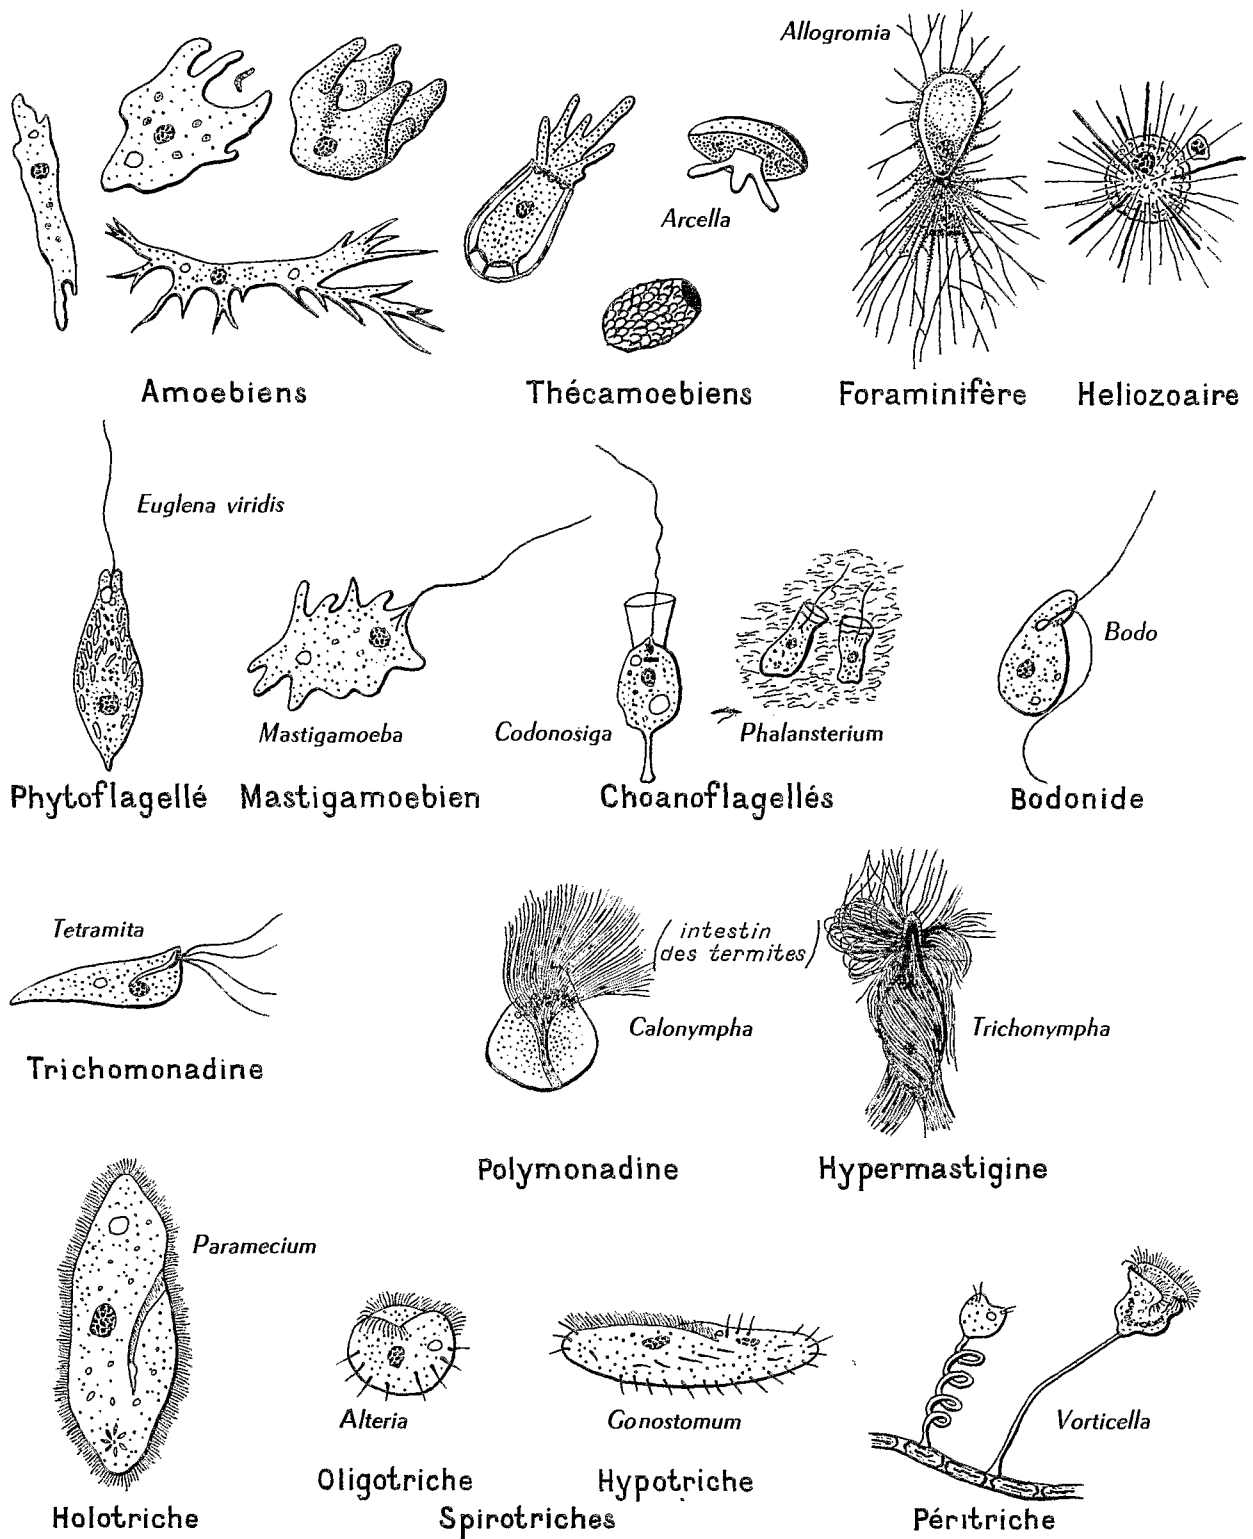 Allogromia
Arcella
Amoebiens
Thécamoebiens
Foraminifère
Heliozoaire
Euglena viridis
Bodo
Mastigamoeba
Codonosiga
Phalansterium
Phytoflagellé
Mastigamoebien
Choanoflagellés
Bodonide
Tetramita
(intestin
des termites)
Calonympha
Trichonympha
Trichomonadine
Polymonadine
Hypermastigine
Paramecium
Alteria
Gonostomum
Vorticella
Oligotriche
Hypotriche
Holotriche
Spirotriches
Péritriche